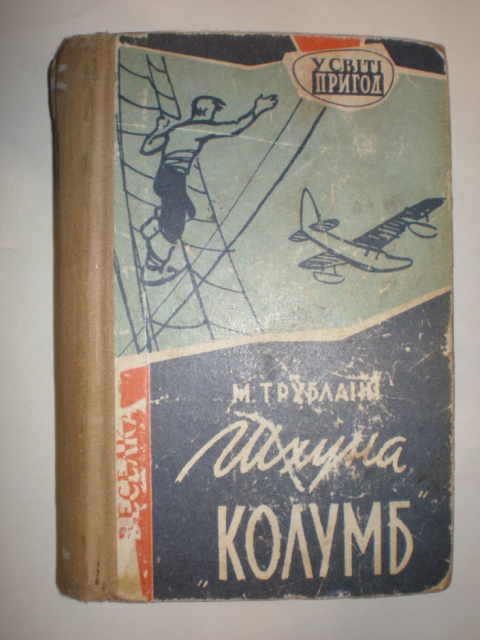 У СВІТІ
ПРИГОД
М. ТРУБЛАЇНІ
Шхуна
„КОЛУМБ"
ВЕСЕЛКА